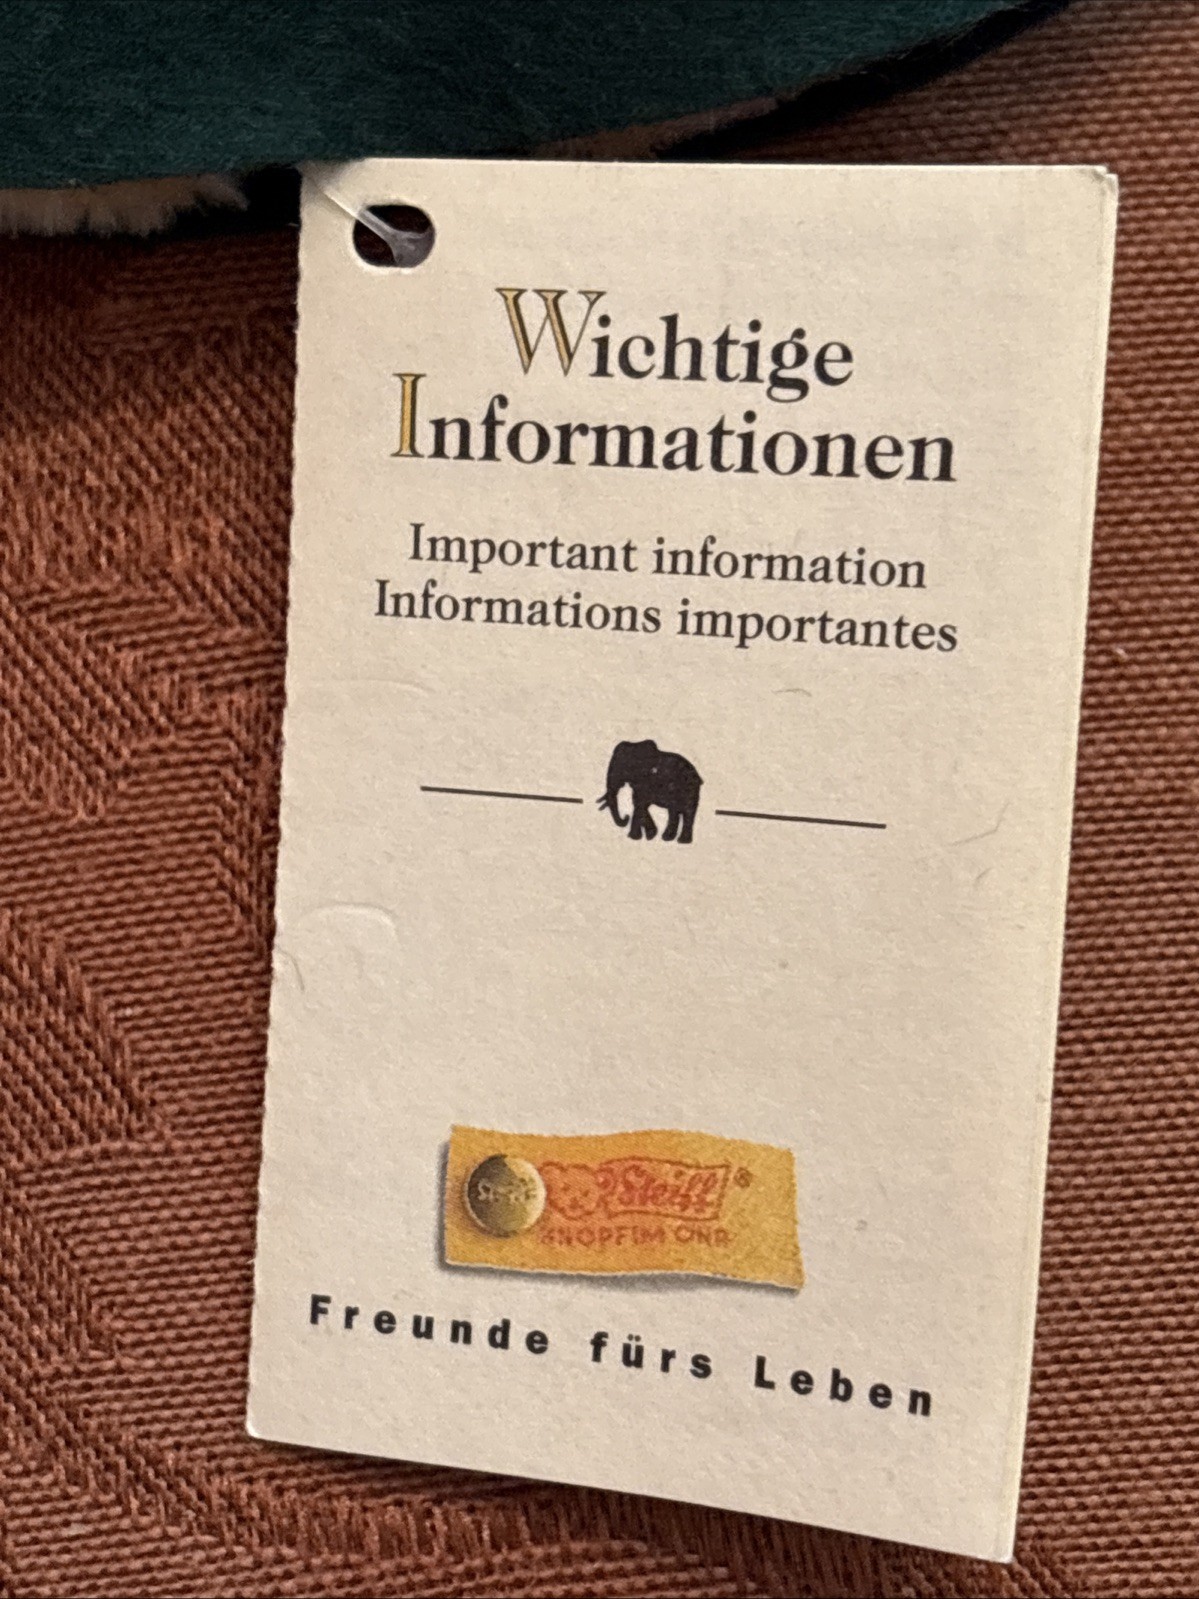 Wichtige
Informationen
Important information
Informations importantes
Steiff®
KNOPF IM OHR
Freunde fürs Leben